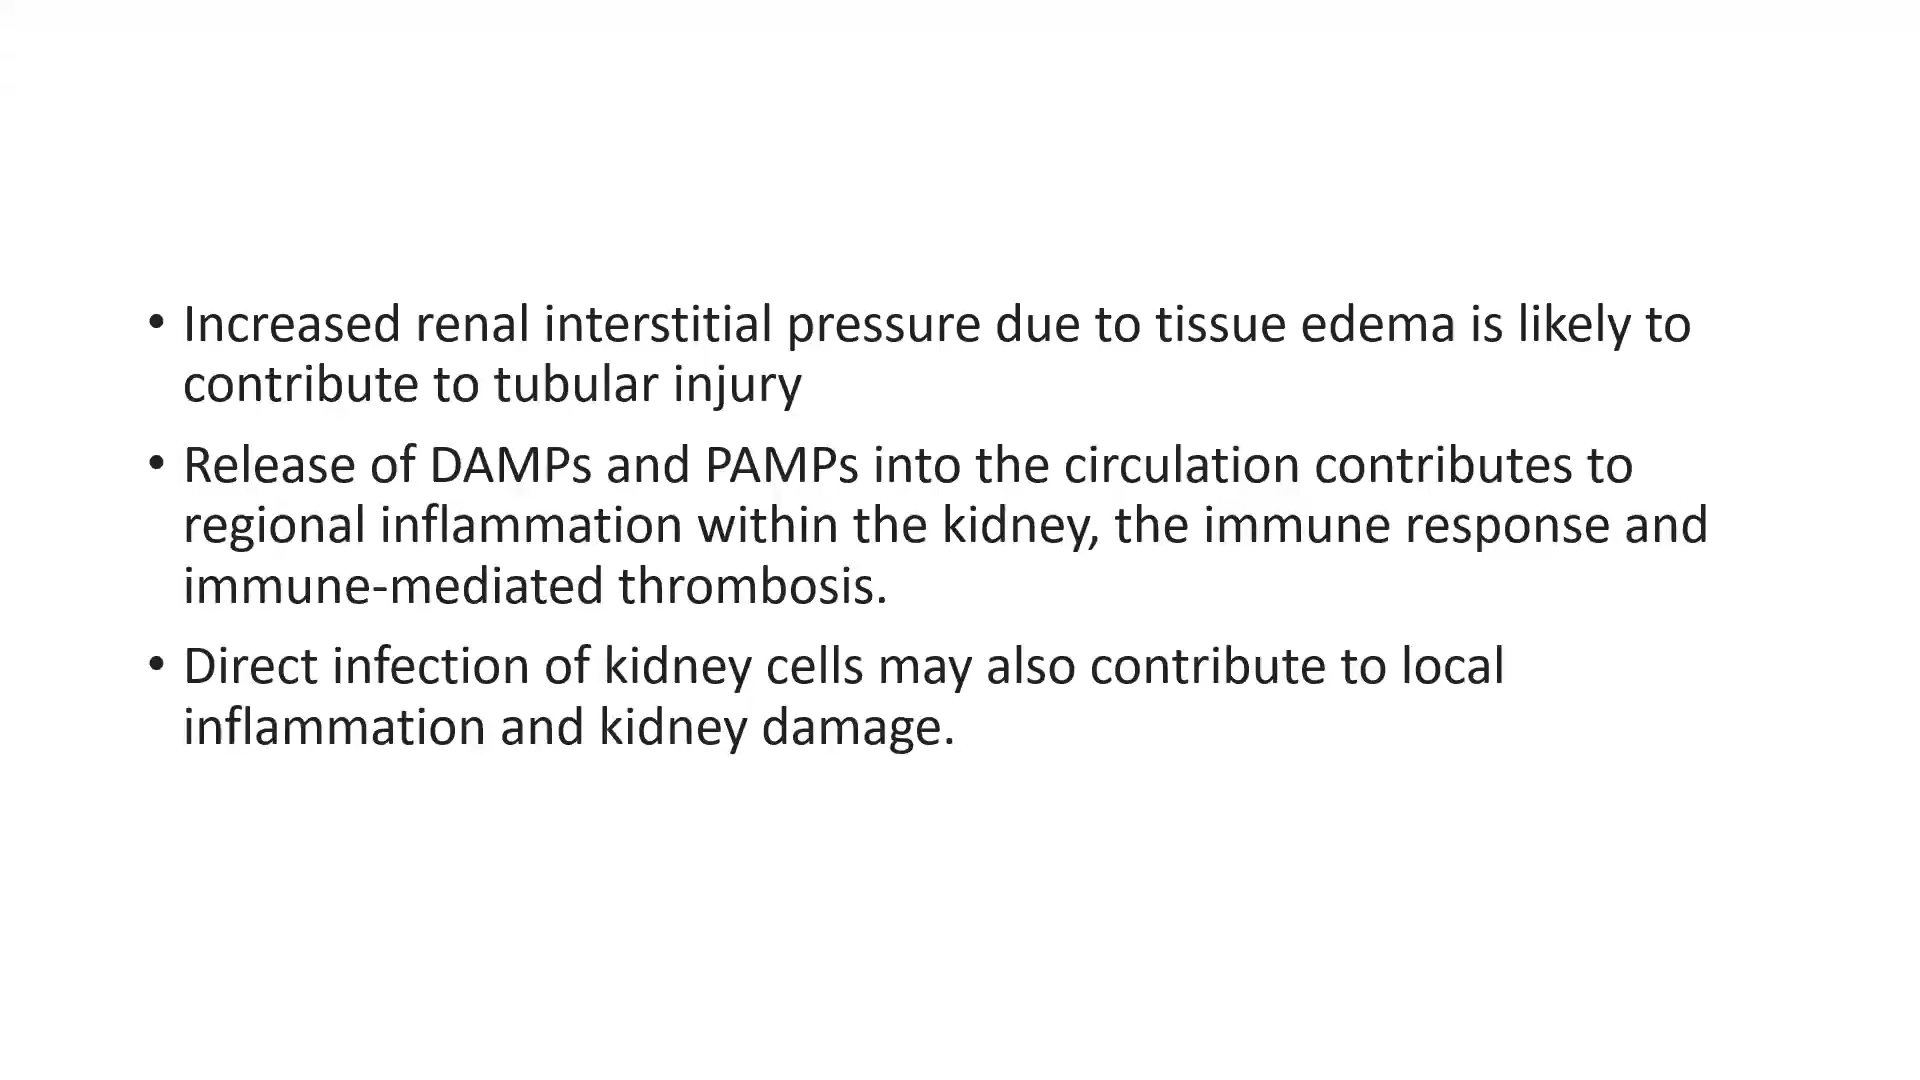 • Increased renal interstitial pressure due to tissue edema is likely to
contribute to tubular injury
• Release of DAMPs and PAMPs into the circulation contributes to
regional inflammation within the kidney, the immune response and
immune-mediated thrombosis.
• Direct infection of kidney cells may also contribute to local
inflammation and kidney damage.